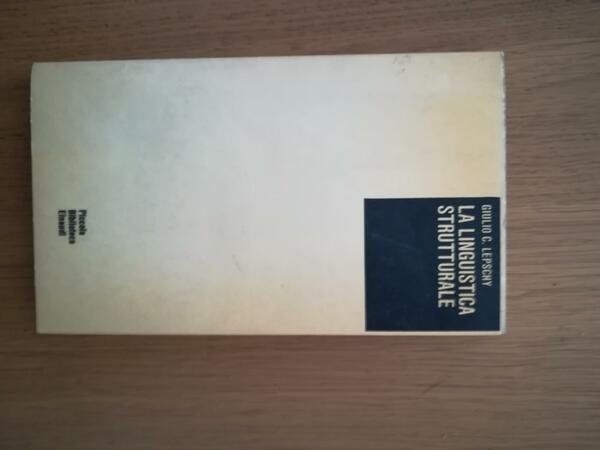 GIULIO C. LEPSCHY
LA LINGUISTICA
STRUTTURALE
Piccola
Biblioteca
Einaudi